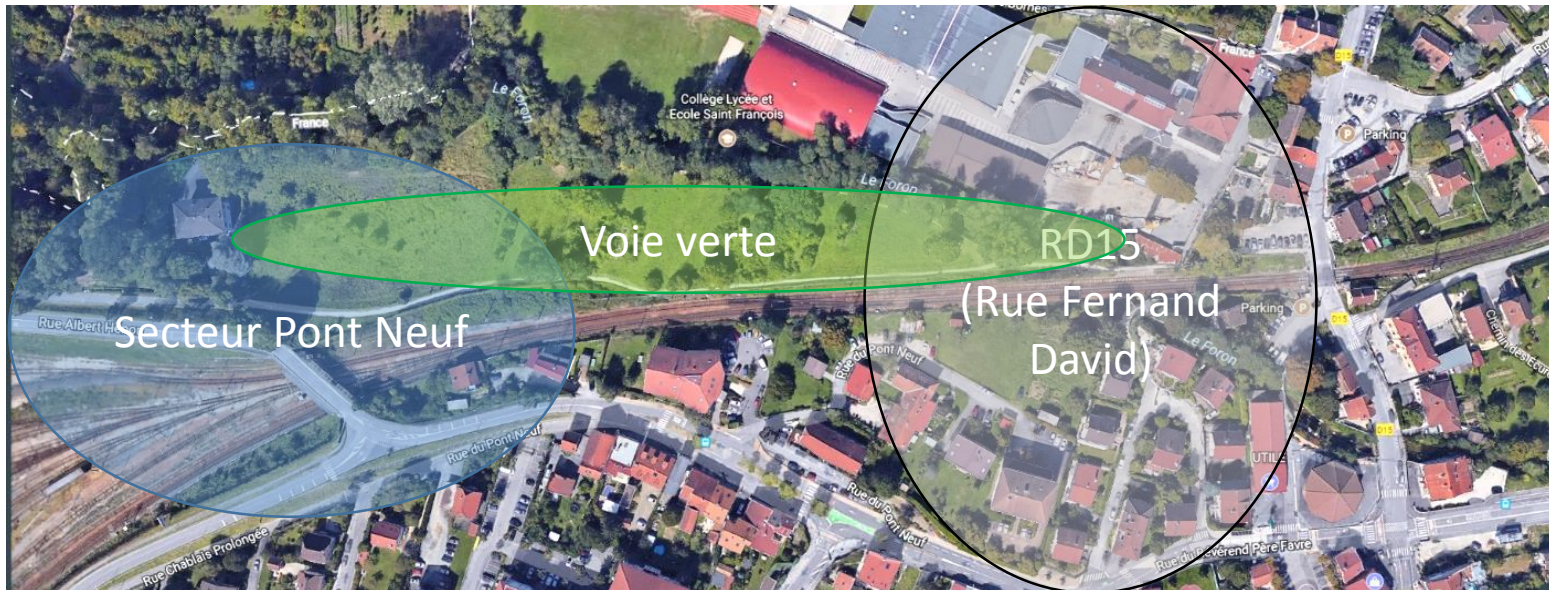 France
D15
Le Foron
Collège Lycée et
Ecole Saint François
France
Parking
Le Foron
Voie verte
RD15
(Rue Fernand
David)
Secteur Pont Neuf
Parking
D15
Le Foron
Rue du Pont Neuf
Rue du Pont Neuf
D15
UTILE
Rue du Pont Neuf
Rue du Révérend Père Favre
Rue Chablais Prolongée